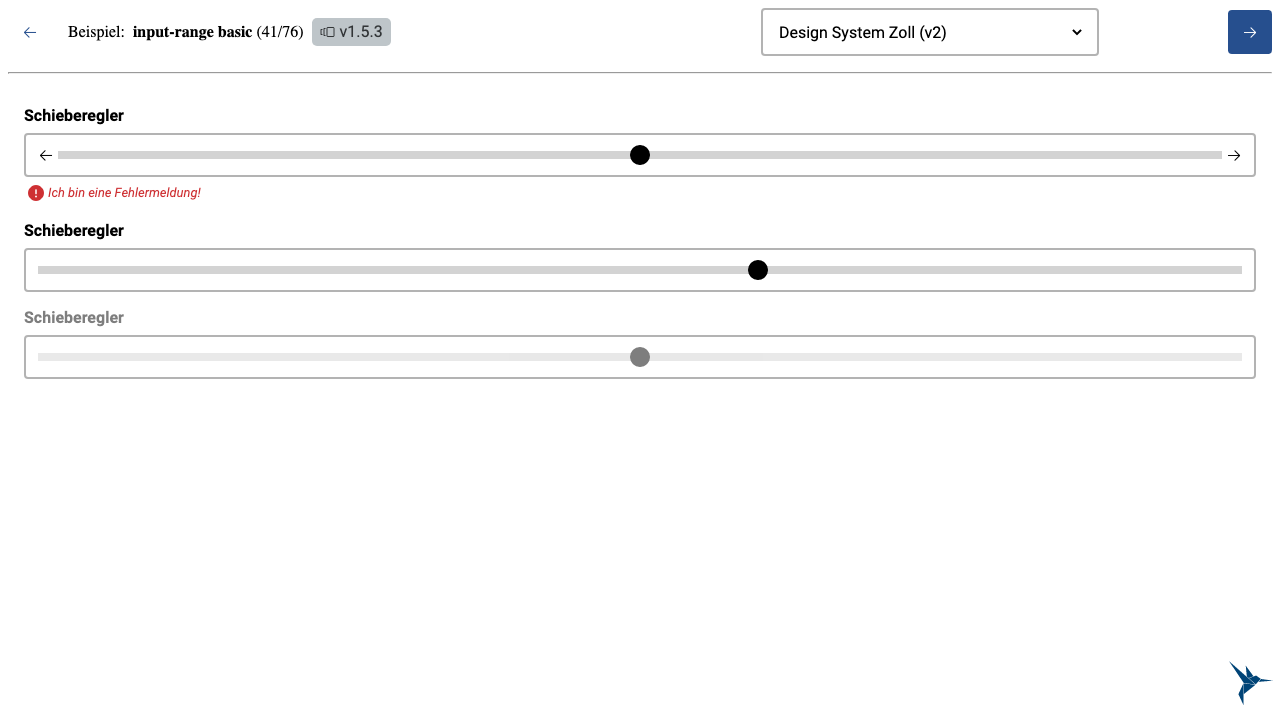 Beispiel: input-range basic (41/76) v1.5.3 Design System Zoll (v2)
Schieberegler
Ich bin eine Fehlermeldung!
Schieberegler
Schieberegler